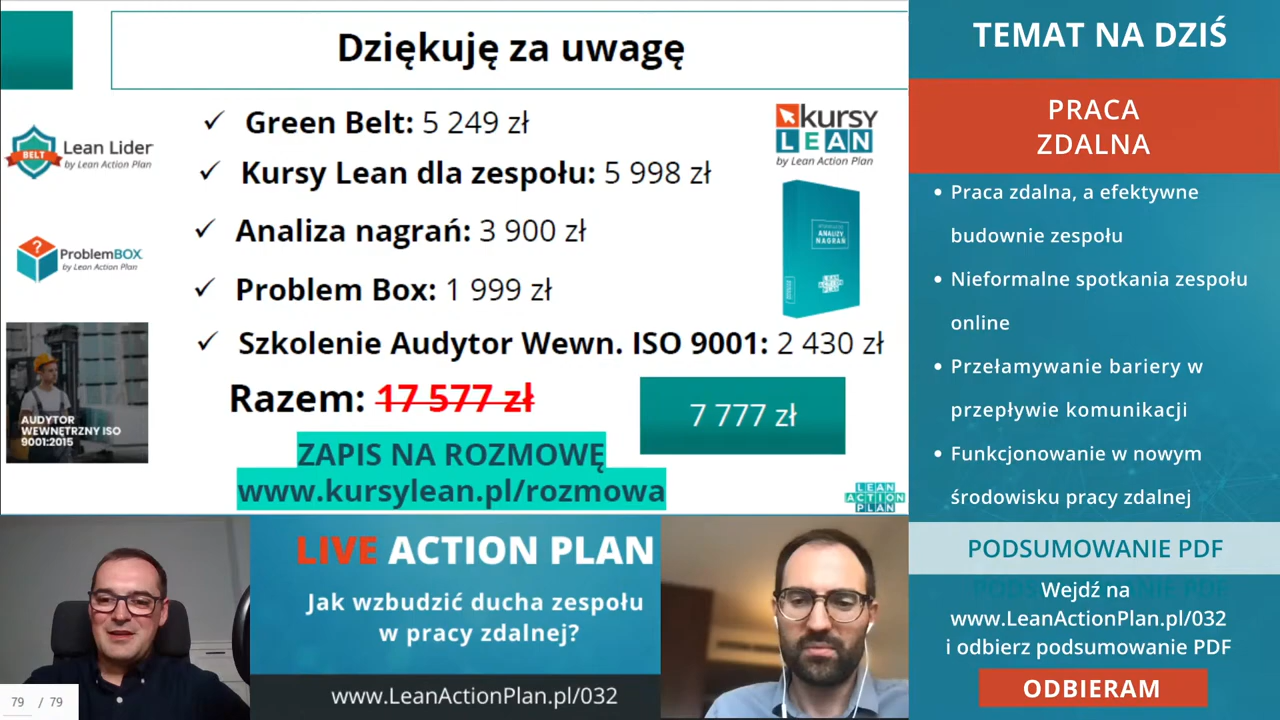 Dziękuję za uwagę
Green Belt: 5 249 zł
Kursy Lean dla zespołu: 5 998 zł
Analiza nagrań: 3 900 zł
Problem Box: 1 999 zł
Szkolenie Audytor Wewn. ISO 9001: 2 430 zł
Razem: 17 577 zł
7 777 zł
ZAPIS NA ROZMOWĘ
www.kursylean.pl/rozmowa
BELT
Lean Lider
by Lean Action Plan
?
ProblemBOX
by Lean Action Plan
AUDYTOR
WEWNĘTRZNY ISO
9001:2015
kursy
LEAN
by Lean Action Plan
ANALIZY
NAGRAŃ
LEAN
ACTION
PLAN
TEMAT NA DZIŚ
PRACA
ZDALNA
Praca zdalna, a efektywne
budownie zespołu
Nieformalne spotkania zespołu
online
Przełamywanie bariery w
przepływie komunikacji
Funkcjonowanie w nowym
środowisku pracy zdalnej
PODSUMOWANIE PDF
Wejdź na
www.LeanActionPlan.pl/032
i odbierz podsumowanie PDF
ODBIERAM
LIVE ACTION PLAN
Jak wzbudzić ducha zespołu
w pracy zdalnej?
www.LeanActionPlan.pl/032
79 / 79